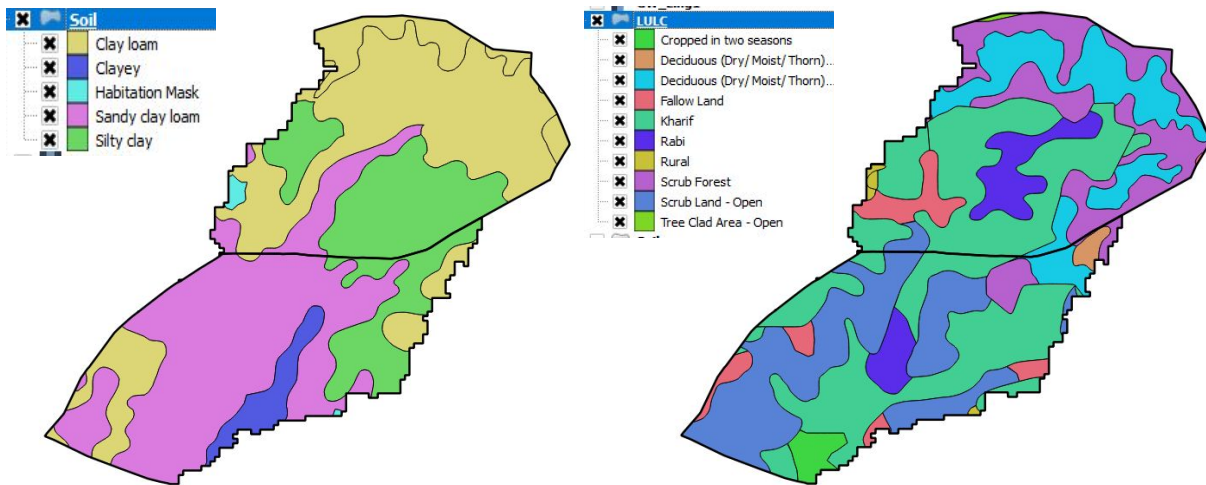 Soil
Clay loam
Clayey
Habitation Mask
Sandy clay loam
Silty clay
LULC
Cropped in two seasons
Deciduous (Dry/ Moist/ Thorn)...
Deciduous (Dry/ Moist/ Thorn)...
Fallow Land
Kharif
Rabi
Rural
Scrub Forest
Scrub Land - Open
Tree Clad Area - Open